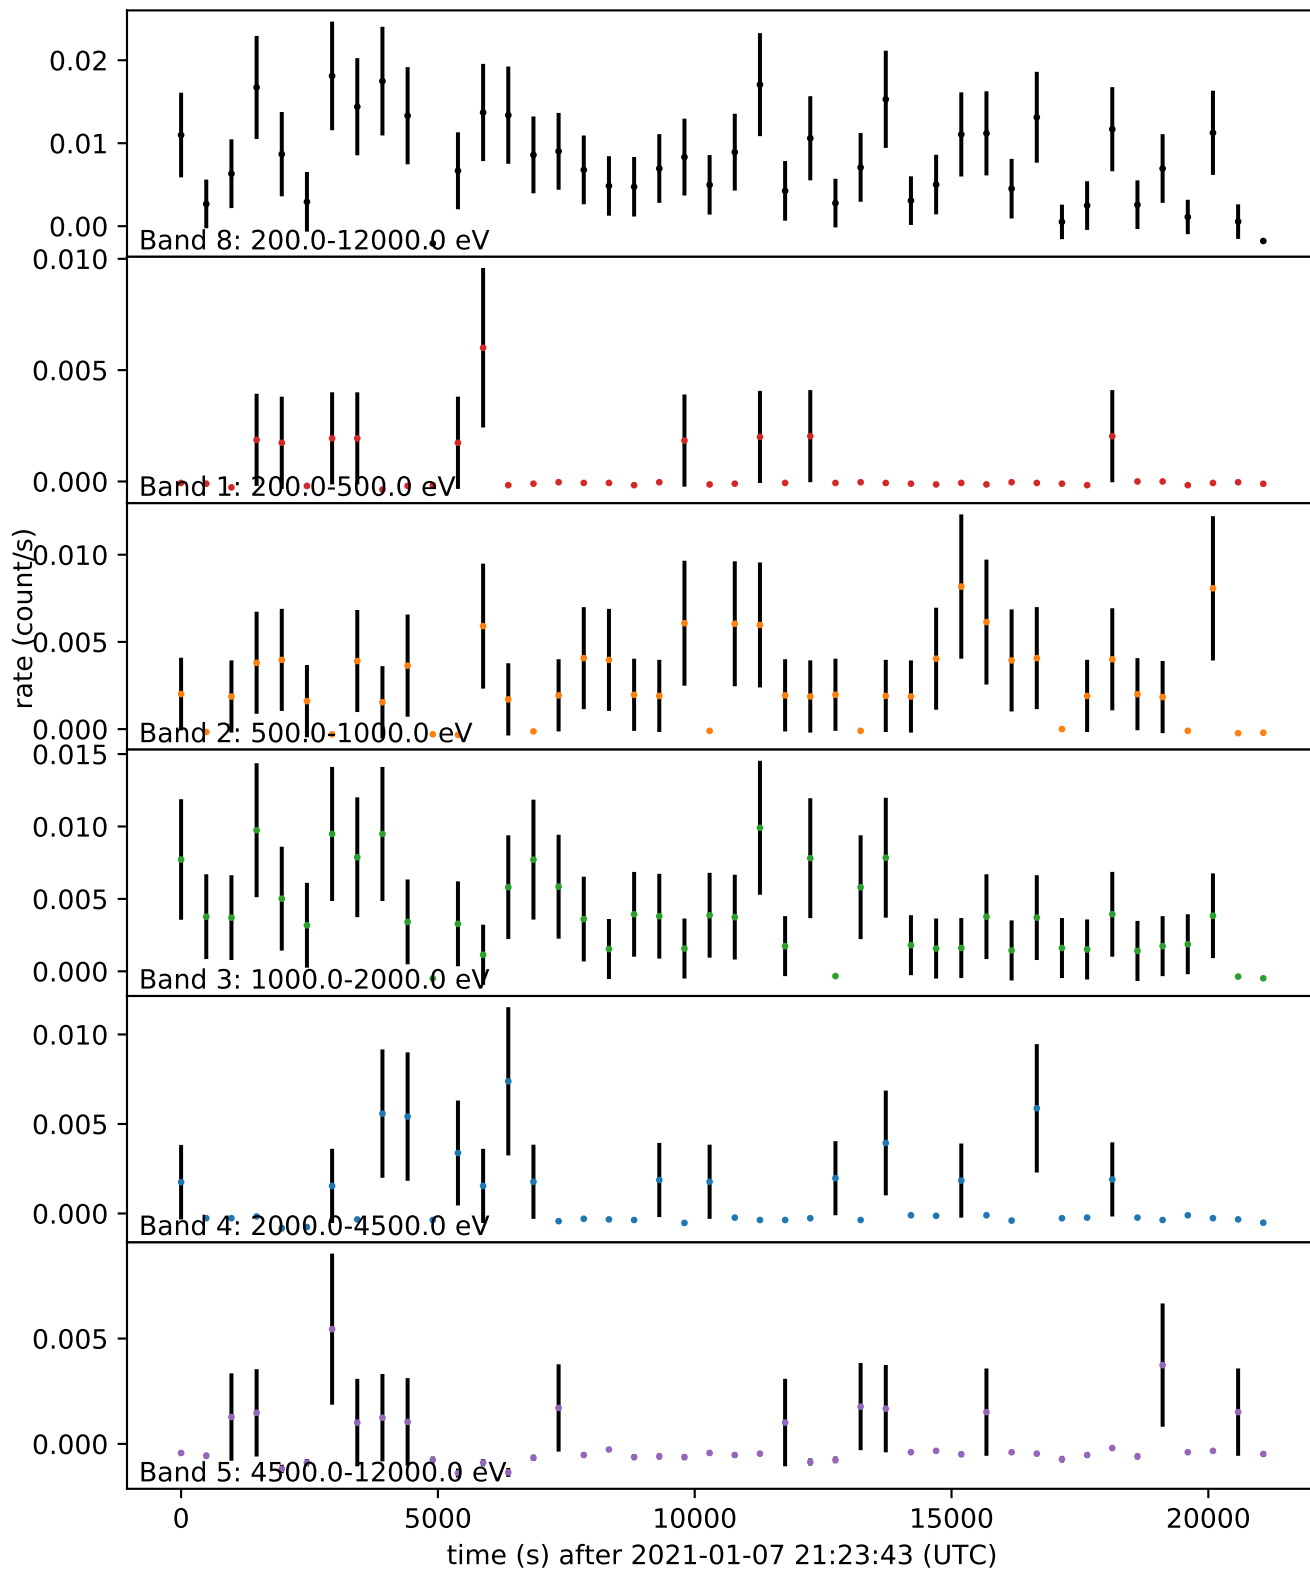 0.02
0.01
0.00
Band 8: 200.0-12000.0 eV
0.010
0.005
0.000
Band 1: 200.0-500.0 eV
rate (count/s)
0.010
0.005
0.000
Band 2: 500.0-1000.0 eV
0.015
0.010
0.005
0.000
Band 3: 1000.0-2000.0 eV
0.010
0.005
0.000
Band 4: 2000.0-4500.0 eV
0.005
0.000
Band 5: 4500.0-12000.0 eV
0 5000 10000 15000 20000
time (s) after 2021-01-07 21:23:43 (UTC)